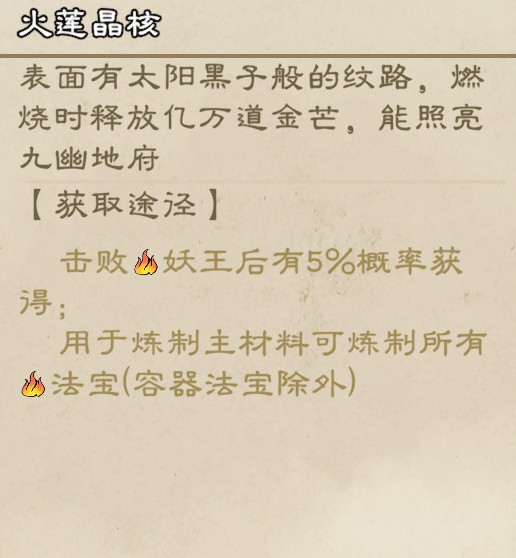 火莲晶核
表面有太阳黑子般的纹路，燃
烧时释放亿万道金芒，能照亮
九幽地府
【获取途径】
击败妖王后有5%概率获
得；
用于炼制主材料可炼制所有
法宝(容器法宝除外)